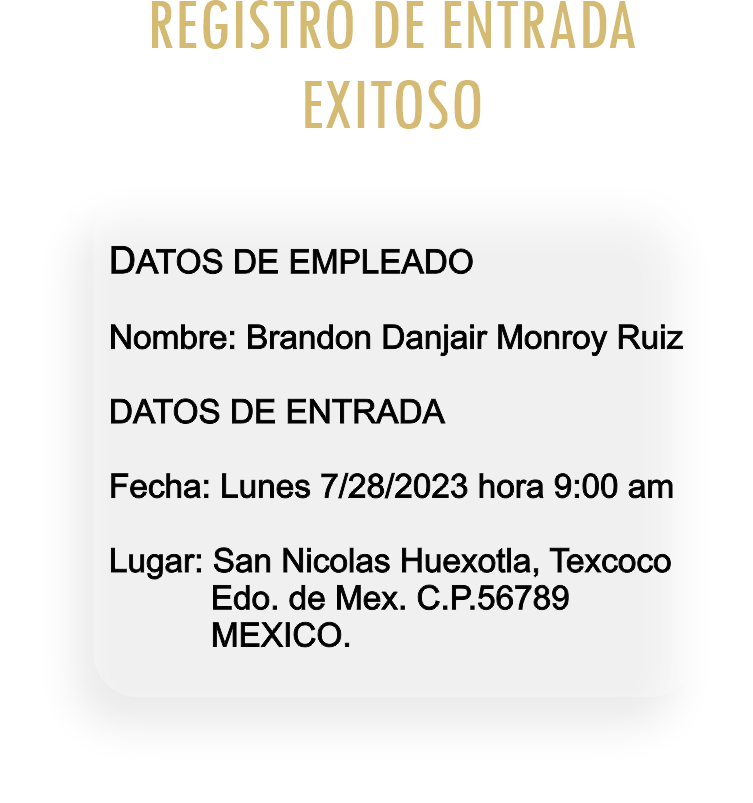 REGISTRO DE ENTRADA
EXITOSO
DATOS DE EMPLEADO
Nombre: Brandon Danjair Monroy Ruiz
DATOS DE ENTRADA
Fecha: Lunes 7/28/2023 hora 9:00 am
Lugar: San Nicolas Huexotla, Texcoco
Edo. de Mex. C.P.56789
MEXICO.